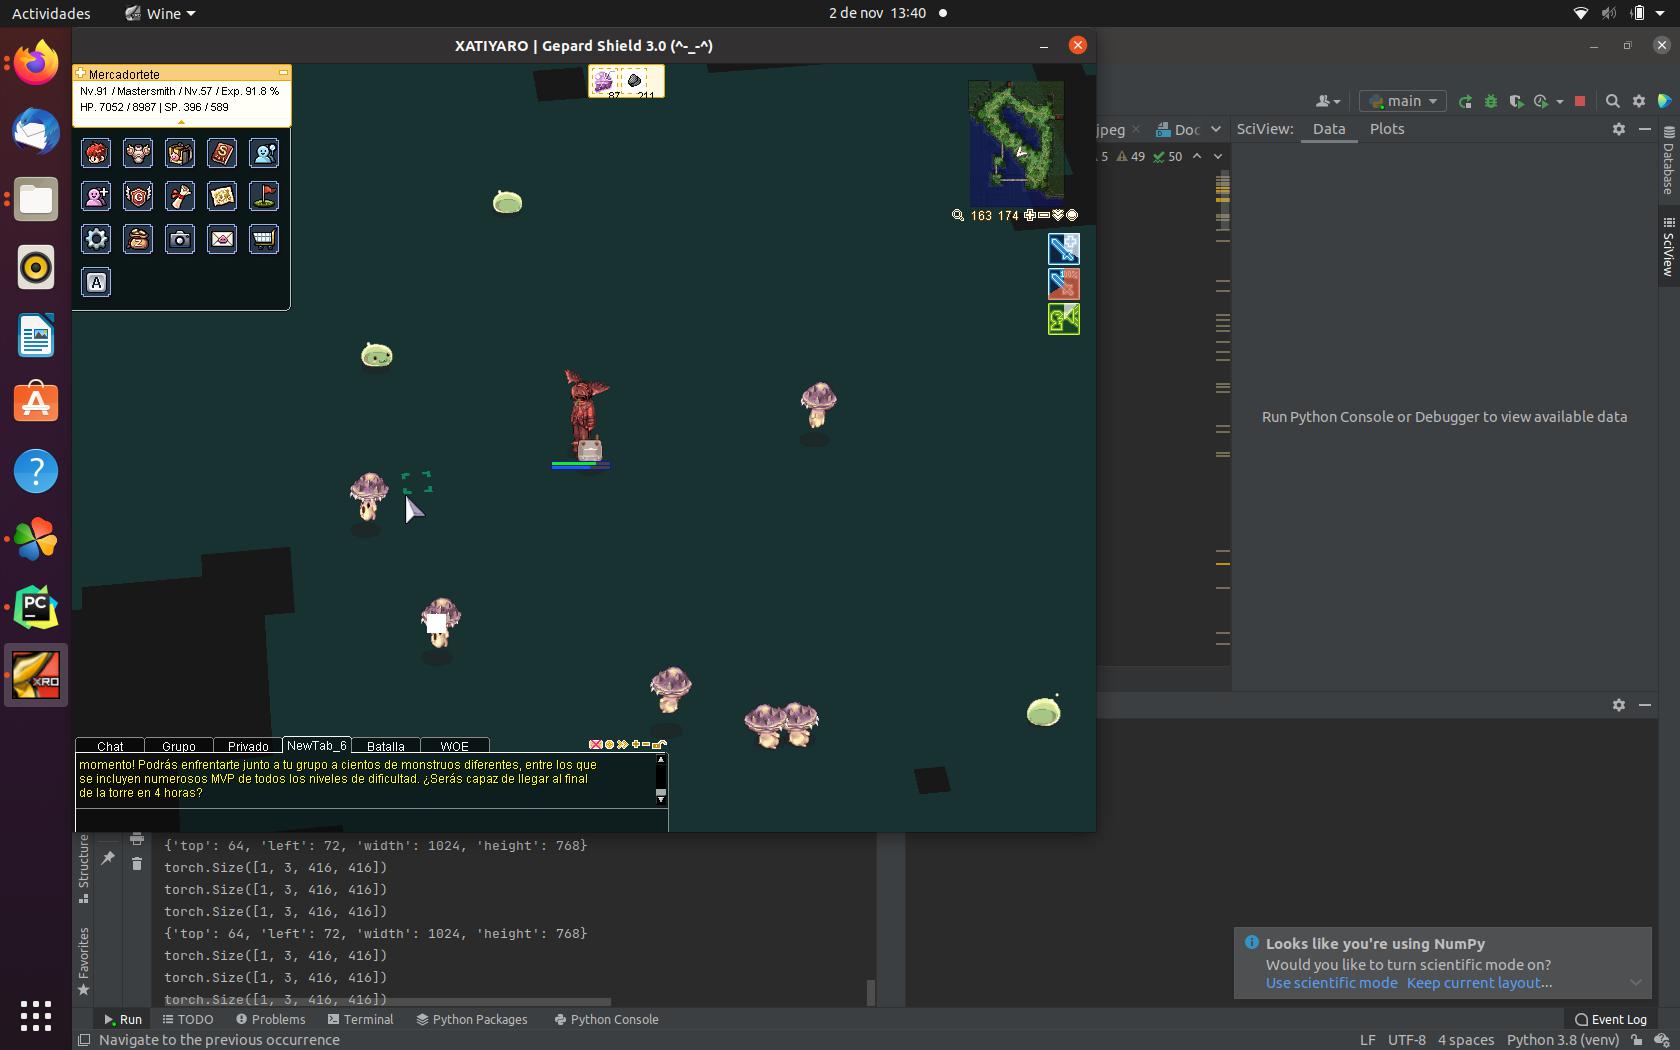 Actividades
Wine
2 de nov 13:40
XATIYARO | Gepard Shield 3.0 (^-_-^)
Mercadortete
Nv.91 / Mastersmith / Nv.57 / Exp. 91.8 %
HP. 7052 / 8987 | SP. 396 / 589
87 211
163 174
100%
A
main
jpeg
Doc
SciView:
Data
Plots
5 49 50
Database
SciView
Run Python Console or Debugger to view available data
PC
XRO
Chat
Grupo
Privado
NewTab_6
Batalla
WOE
momento! Podrás enfrentarte junto a tu grupo a cientos de monstruos diferentes, entre los que
se incluyen numerosos MVP de todos los niveles de dificultad. ¿Serás capaz de llegar al final
de la torre en 4 horas?
{'top': 64, 'left': 72, 'width': 1024, 'height': 768}
torch.Size([1, 3, 416, 416])
torch.Size([1, 3, 416, 416])
torch.Size([1, 3, 416, 416])
{'top': 64, 'left': 72, 'width': 1024, 'height': 768}
torch.Size([1, 3, 416, 416])
torch.Size([1, 3, 416, 416])
torch.Size([1, 3, 416, 416])
Structure
Favorites
Looks like you're using NumPy
Would you like to turn scientific mode on?
Use scientific mode Keep current layout...
Run
TODO
Problems
Terminal
Python Packages
Python Console
Event Log
Navigate to the previous occurrence
LF UTF-8 4 spaces Python 3.8 (venv)